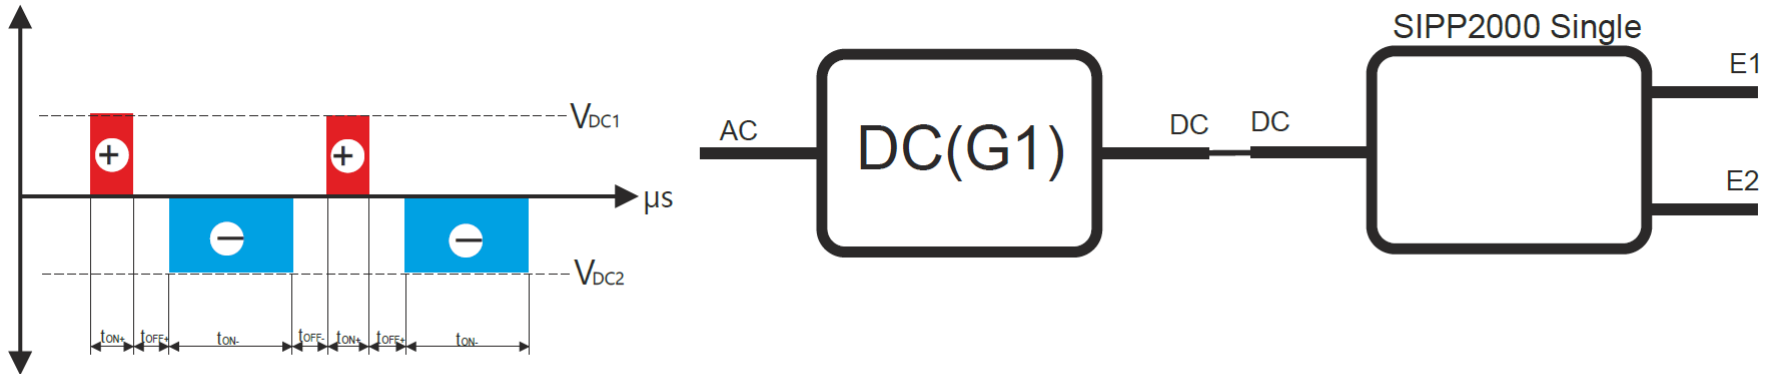 VDC1
+
+
µs
−
−
VDC2
tON+ tOFF+ tON- tOFF- tON+ tOFF+ tON-
SIPP2000 Single
AC
DC(G1)
DC
DC
E1
E2